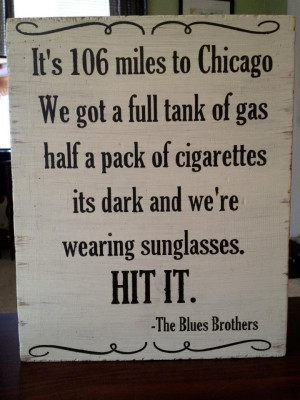 It's 106 miles to Chicago
We got a full tank of gas
half a pack of cigarettes
its dark and we're
wearing sunglasses.
HIT IT.
-The Blues Brothers